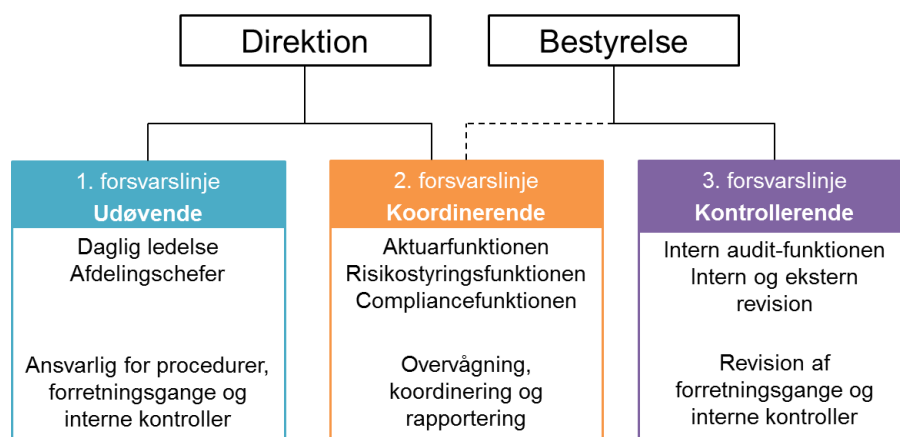 Direktion
Bestyrelse
1. forsvarslinje
Udøvende
Daglig ledelse
Afdelingschefer
Ansvarlig for procedurer,
forretningsgange og
interne kontroller
2. forsvarslinje
Koordinerende
Aktuarfunktionen
Risikostyringsfunktionen
Compliancefunktionen
Overvågning,
koordinering og
rapportering
3. forsvarslinje
Kontrollerende
Intern audit-funktionen
Intern og ekstern
revision
Revision af
forretningsgange og
interne kontroller